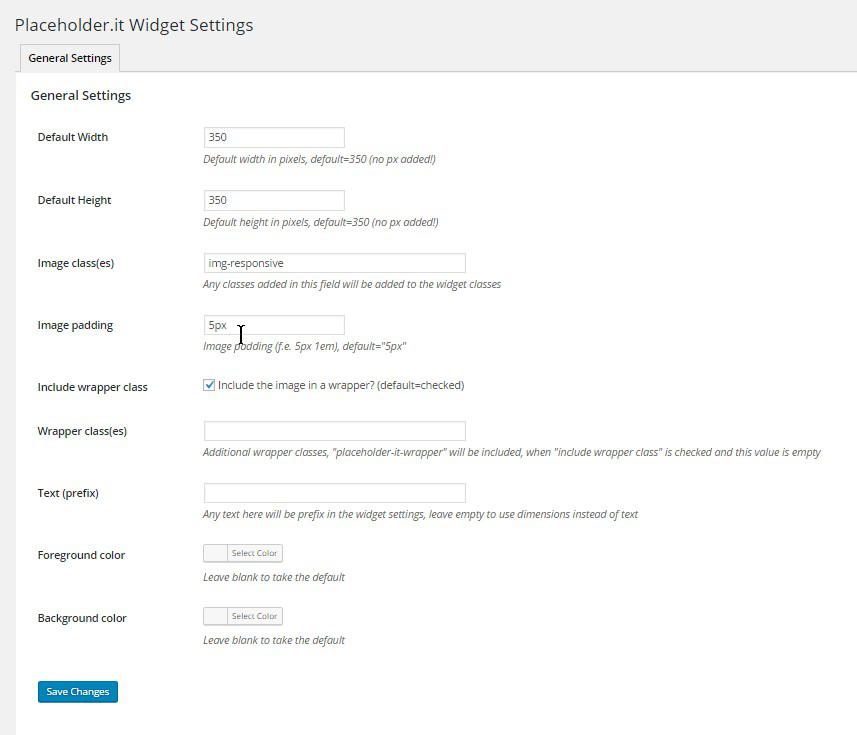 Placeholder.it Widget Settings
General Settings
General Settings
Default Width
350
Default width in pixels, default=350 (no px added!)
Default Height
350
Default height in pixels, default=350 (no px added!)
Image class(es)
img-responsive
Any classes added in this field will be added to the widget classes
Image padding
5px
Image padding (f.e. 5px 1em), default="5px"
Include wrapper class
Include the image in a wrapper? (default=checked)
Wrapper class(es)
Additional wrapper classes, "placeholder-it-wrapper" will be included, when "include wrapper class" is checked and this value is empty
Text (prefix)
Any text here will be prefix in the widget settings, leave empty to use dimensions instead of text
Foreground color
Select Color
Leave blank to take the default
Background color
Select Color
Leave blank to take the default
Save Changes